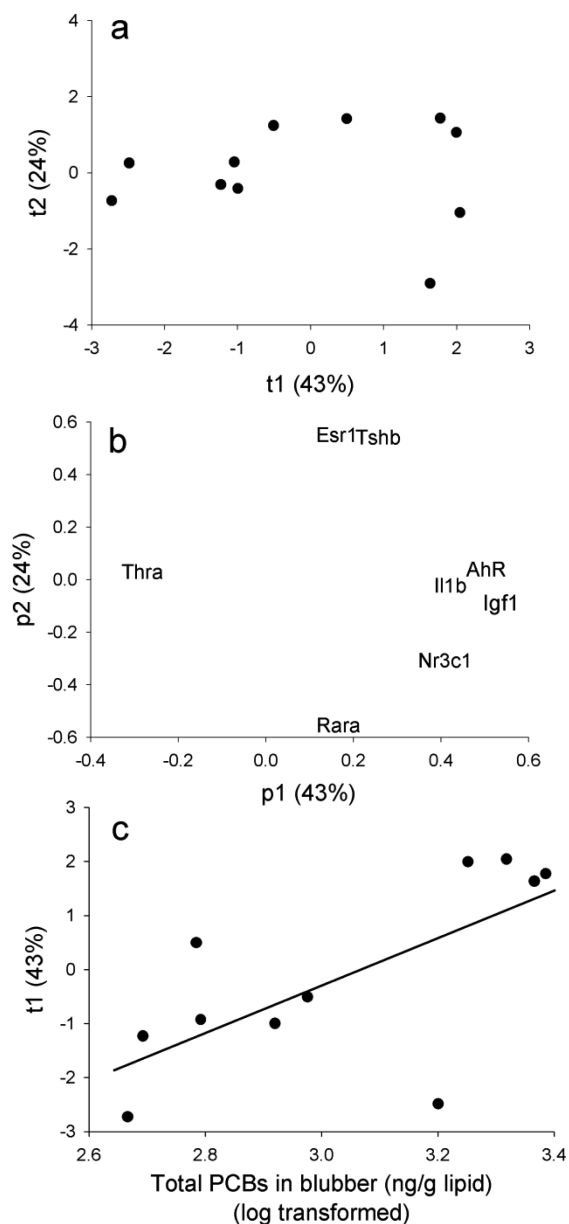 a
4
2
0
-2
-4
t2 (24%)
-3 -2 -1 0 1 2 3
t1 (43%)
b
0.6
0.4
0.2
0.0
-0.2
-0.4
-0.6
p2 (24%)
Esr1Tshb
Thra
AhR
Il1b
Igf1
Nr3c1
Rara
-0.4 -0.2 0.0 0.2 0.4 0.6
p1 (43%)
c
3
2
1
0
-1
-2
-3
t1 (43%)
2.6 2.8 3.0 3.2 3.4
Total PCBs in blubber (ng/g lipid)
(log transformed)